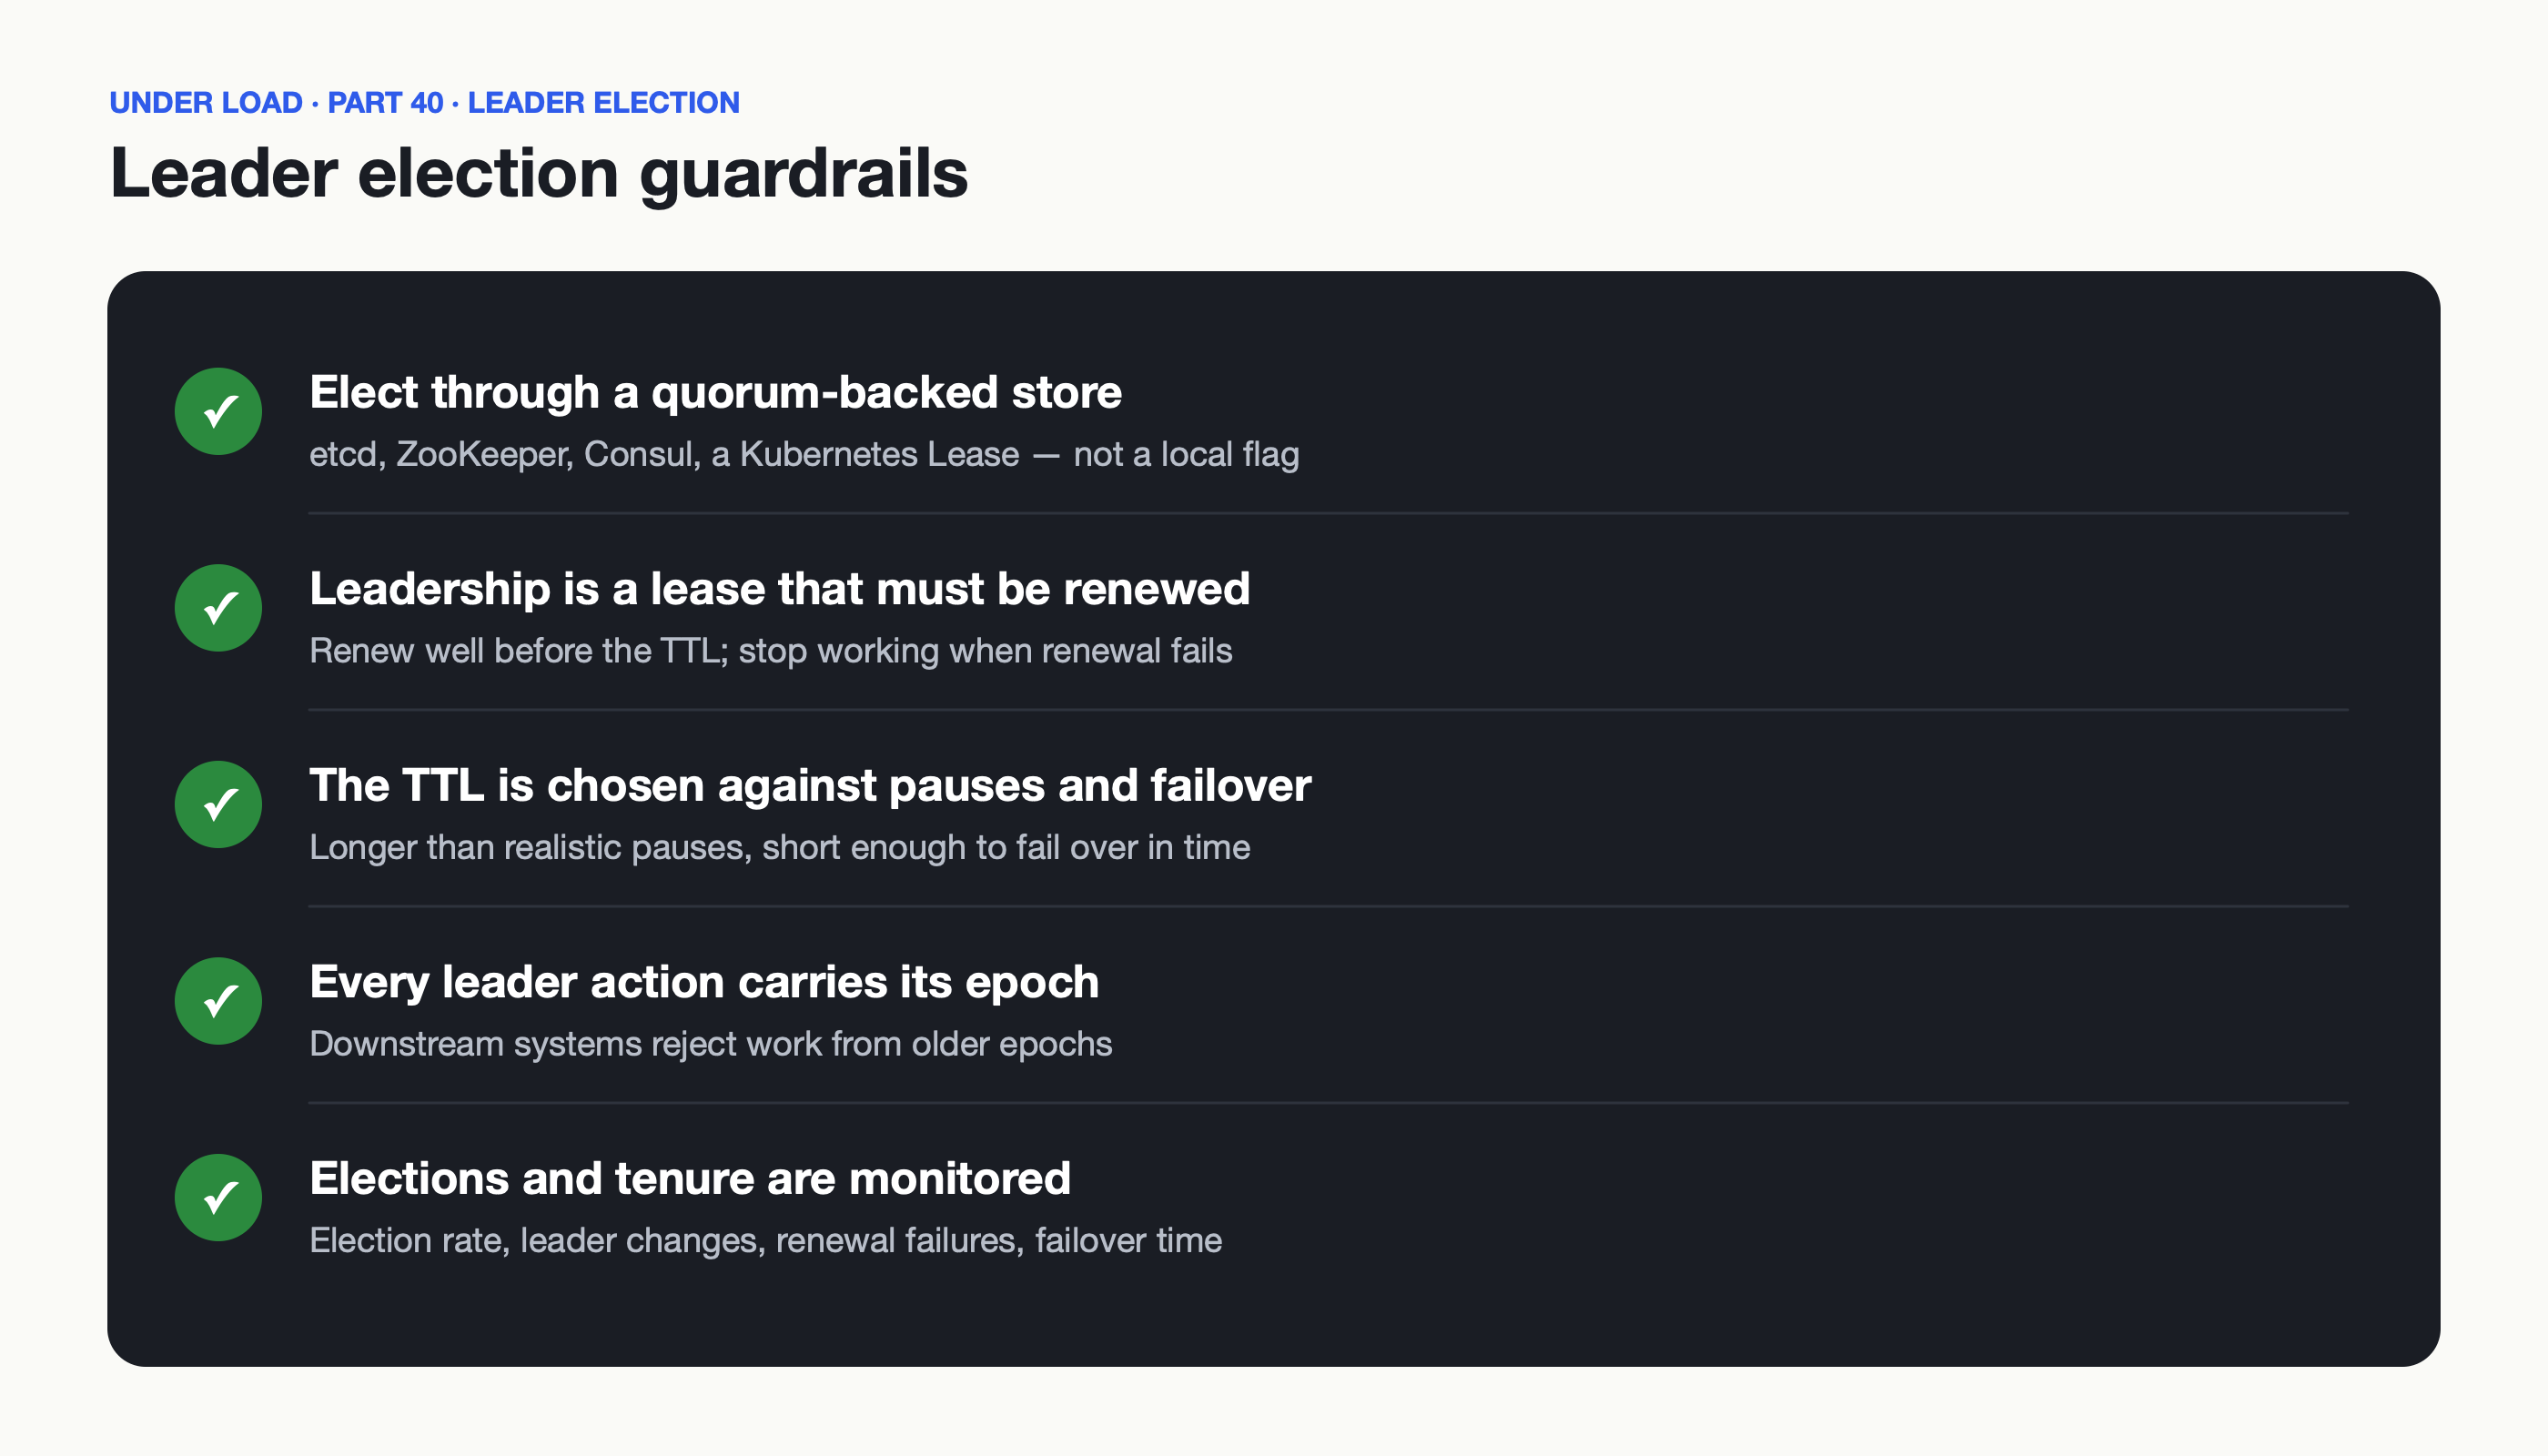 UNDER LOAD · PART 40 · LEADER ELECTION
Leader election guardrails
Elect through a quorum-backed store
etcd, ZooKeeper, Consul, a Kubernetes Lease — not a local flag
Leadership is a lease that must be renewed
Renew well before the TTL; stop working when renewal fails
The TTL is chosen against pauses and failover
Longer than realistic pauses, short enough to fail over in time
Every leader action carries its epoch
Downstream systems reject work from older epochs
Elections and tenure are monitored
Election rate, leader changes, renewal failures, failover time